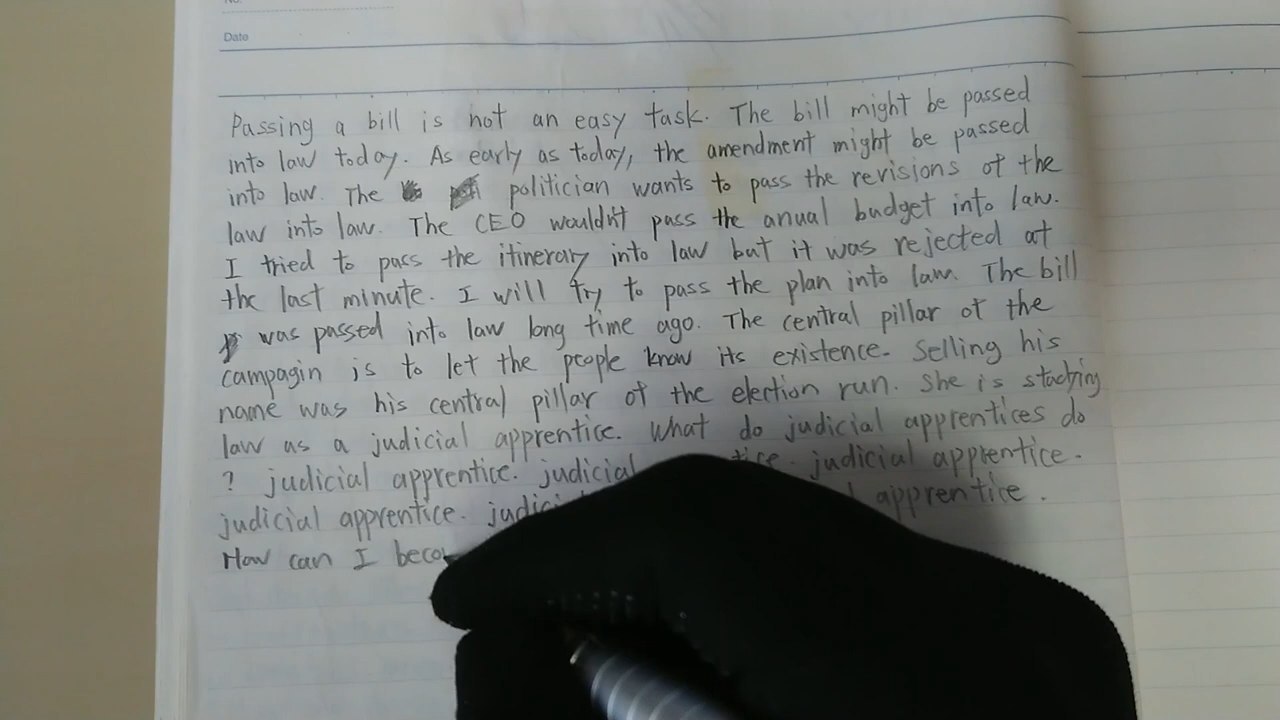 No.
Date
Passing a bill is not an easy task. The bill might be passed
into law today. As early as today, the amendment might be passed
into law. The politician wants to pass the revisions of the
law into law. The CEO wouldn't pass the anual budget into law.
I tried to pass the itinerary into law but it was rejected at
the last minute. I will try to pass the plan into law. The bill
was passed into law long time ago. The central pillar of the
campagin is to let the people know its existence. Selling his
name was his central pillar of the election run. She is studying
law as a judicial apprentice. What do judicial apprentices do
? judicial apprentice. judicial judicial apprentice.
judicial apprentice. apprentice.
How can I